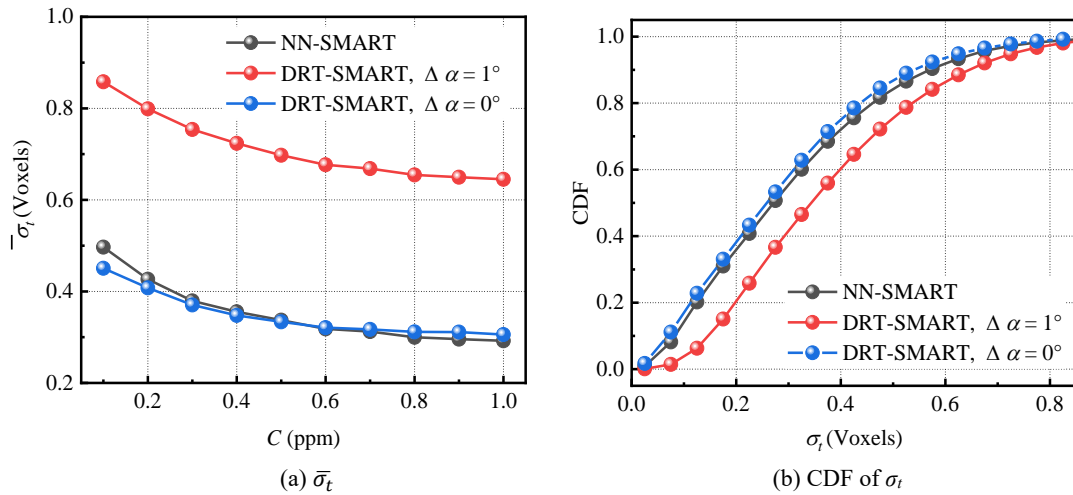 1.0
0.8
0.6
0.4
0.2
σ̅t (Voxels)
NN-SMART
DRT-SMART, Δ α = 1°
DRT-SMART, Δ α = 0°
0.2 0.4 0.6 0.8 1.0
C (ppm)
(a) σ̅t
1.0
0.8
0.6
0.4
0.2
0.0
CDF
NN-SMART
DRT-SMART, Δ α = 1°
DRT-SMART, Δ α = 0°
0.0 0.2 0.4 0.6 0.8
σt (Voxels)
(b) CDF of σt